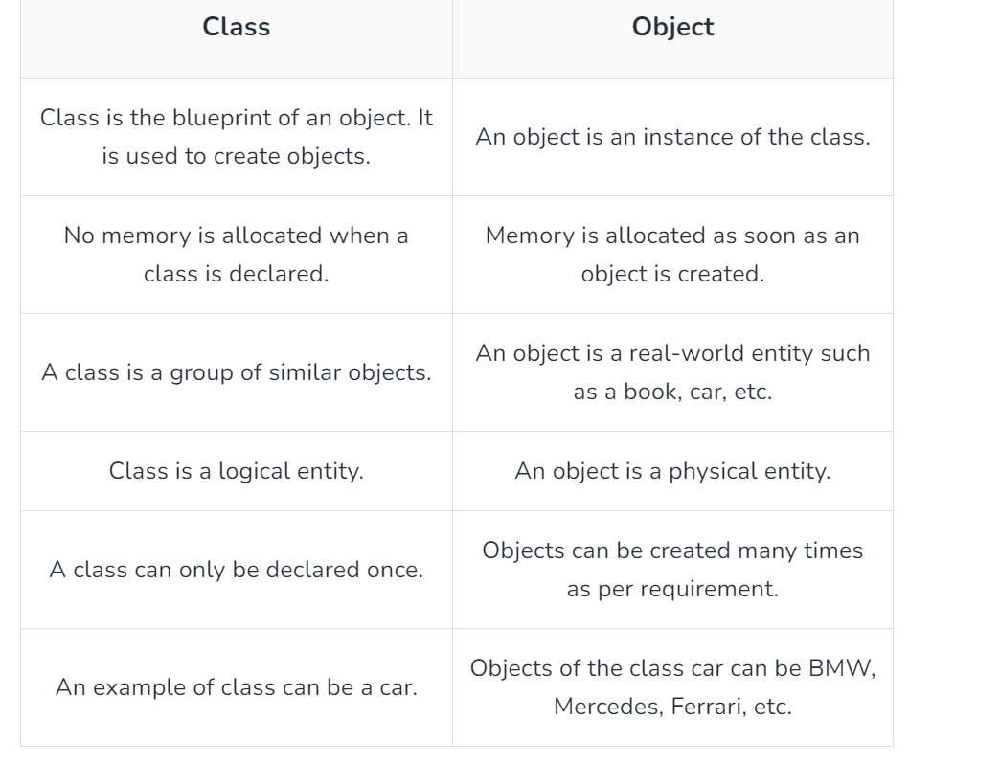 Class
Object
Class is the blueprint of an object. It
is used to create objects.
An object is an instance of the class.
No memory is allocated when a
class is declared.
Memory is allocated as soon as an
object is created.
A class is a group of similar objects.
An object is a real-world entity such
as a book, car, etc.
Class is a logical entity.
An object is a physical entity.
A class can only be declared once.
Objects can be created many times
as per requirement.
An example of class can be a car.
Objects of the class car can be BMW,
Mercedes, Ferrari, etc.